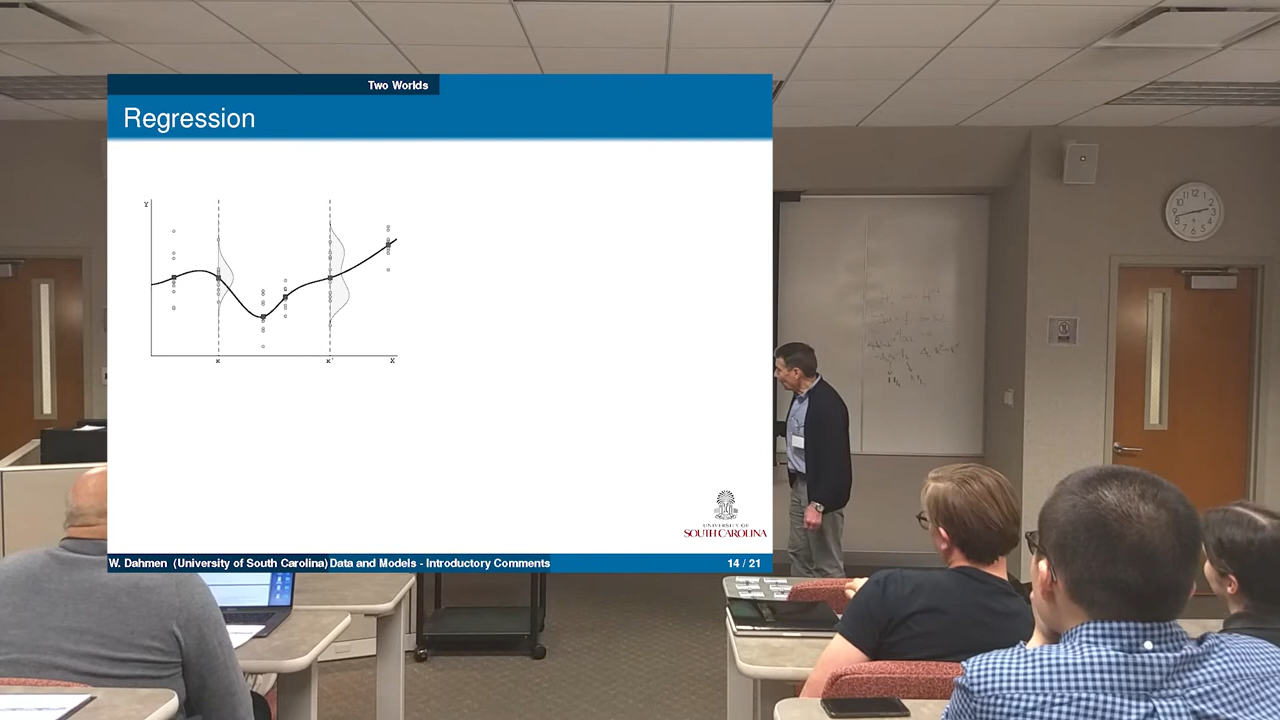 Two Worlds
Regression
Y
x
x'
X
UNIVERSITY OF
SOUTH CAROLINA
W. Dahmen (University of South Carolina) Data and Models - Introductory Comments
14 / 21